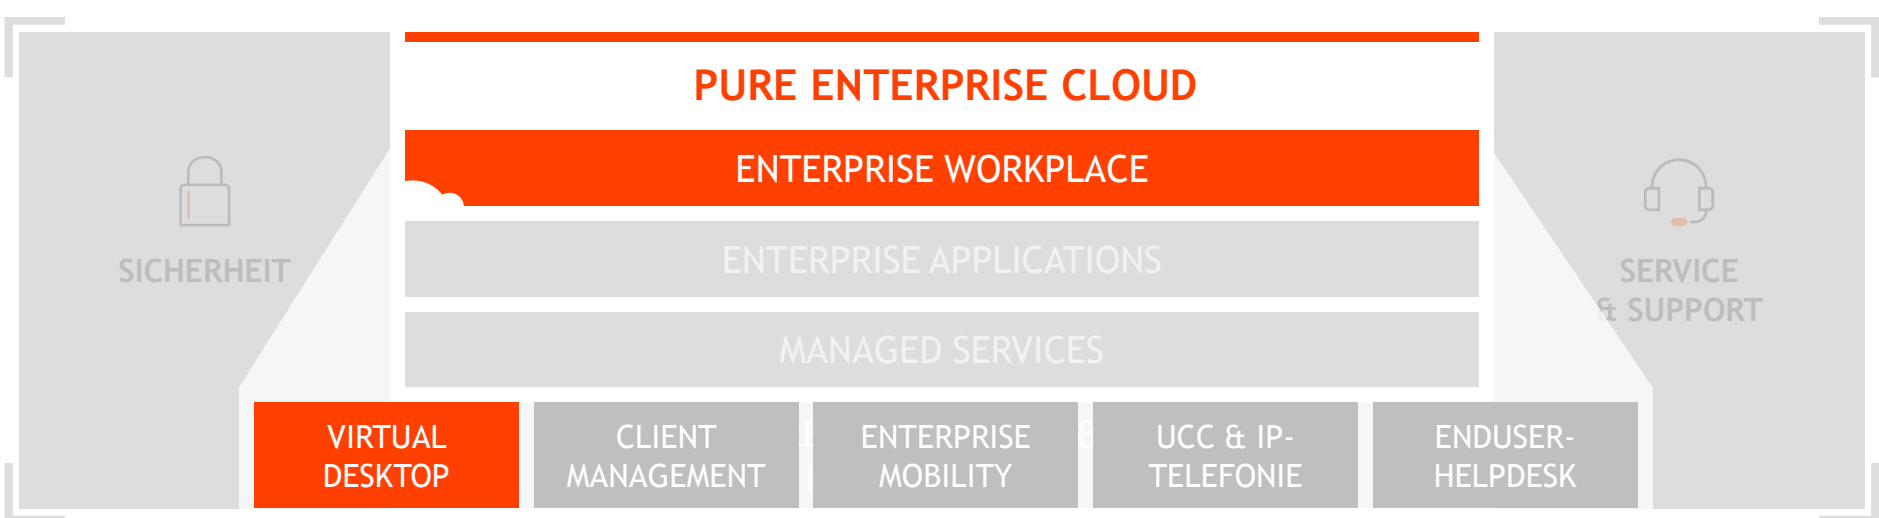 PURE ENTERPRISE CLOUD
ENTERPRISE WORKPLACE
SICHERHEIT
ENTERPRISE APPLICATIONS
SERVICE
& SUPPORT
MANAGED SERVICES
VIRTUAL
DESKTOP
CLIENT
MANAGEMENT
ENTERPRISE
MOBILITY
UCC & IP-
TELEFONIE
ENDUSER-
HELPDESK